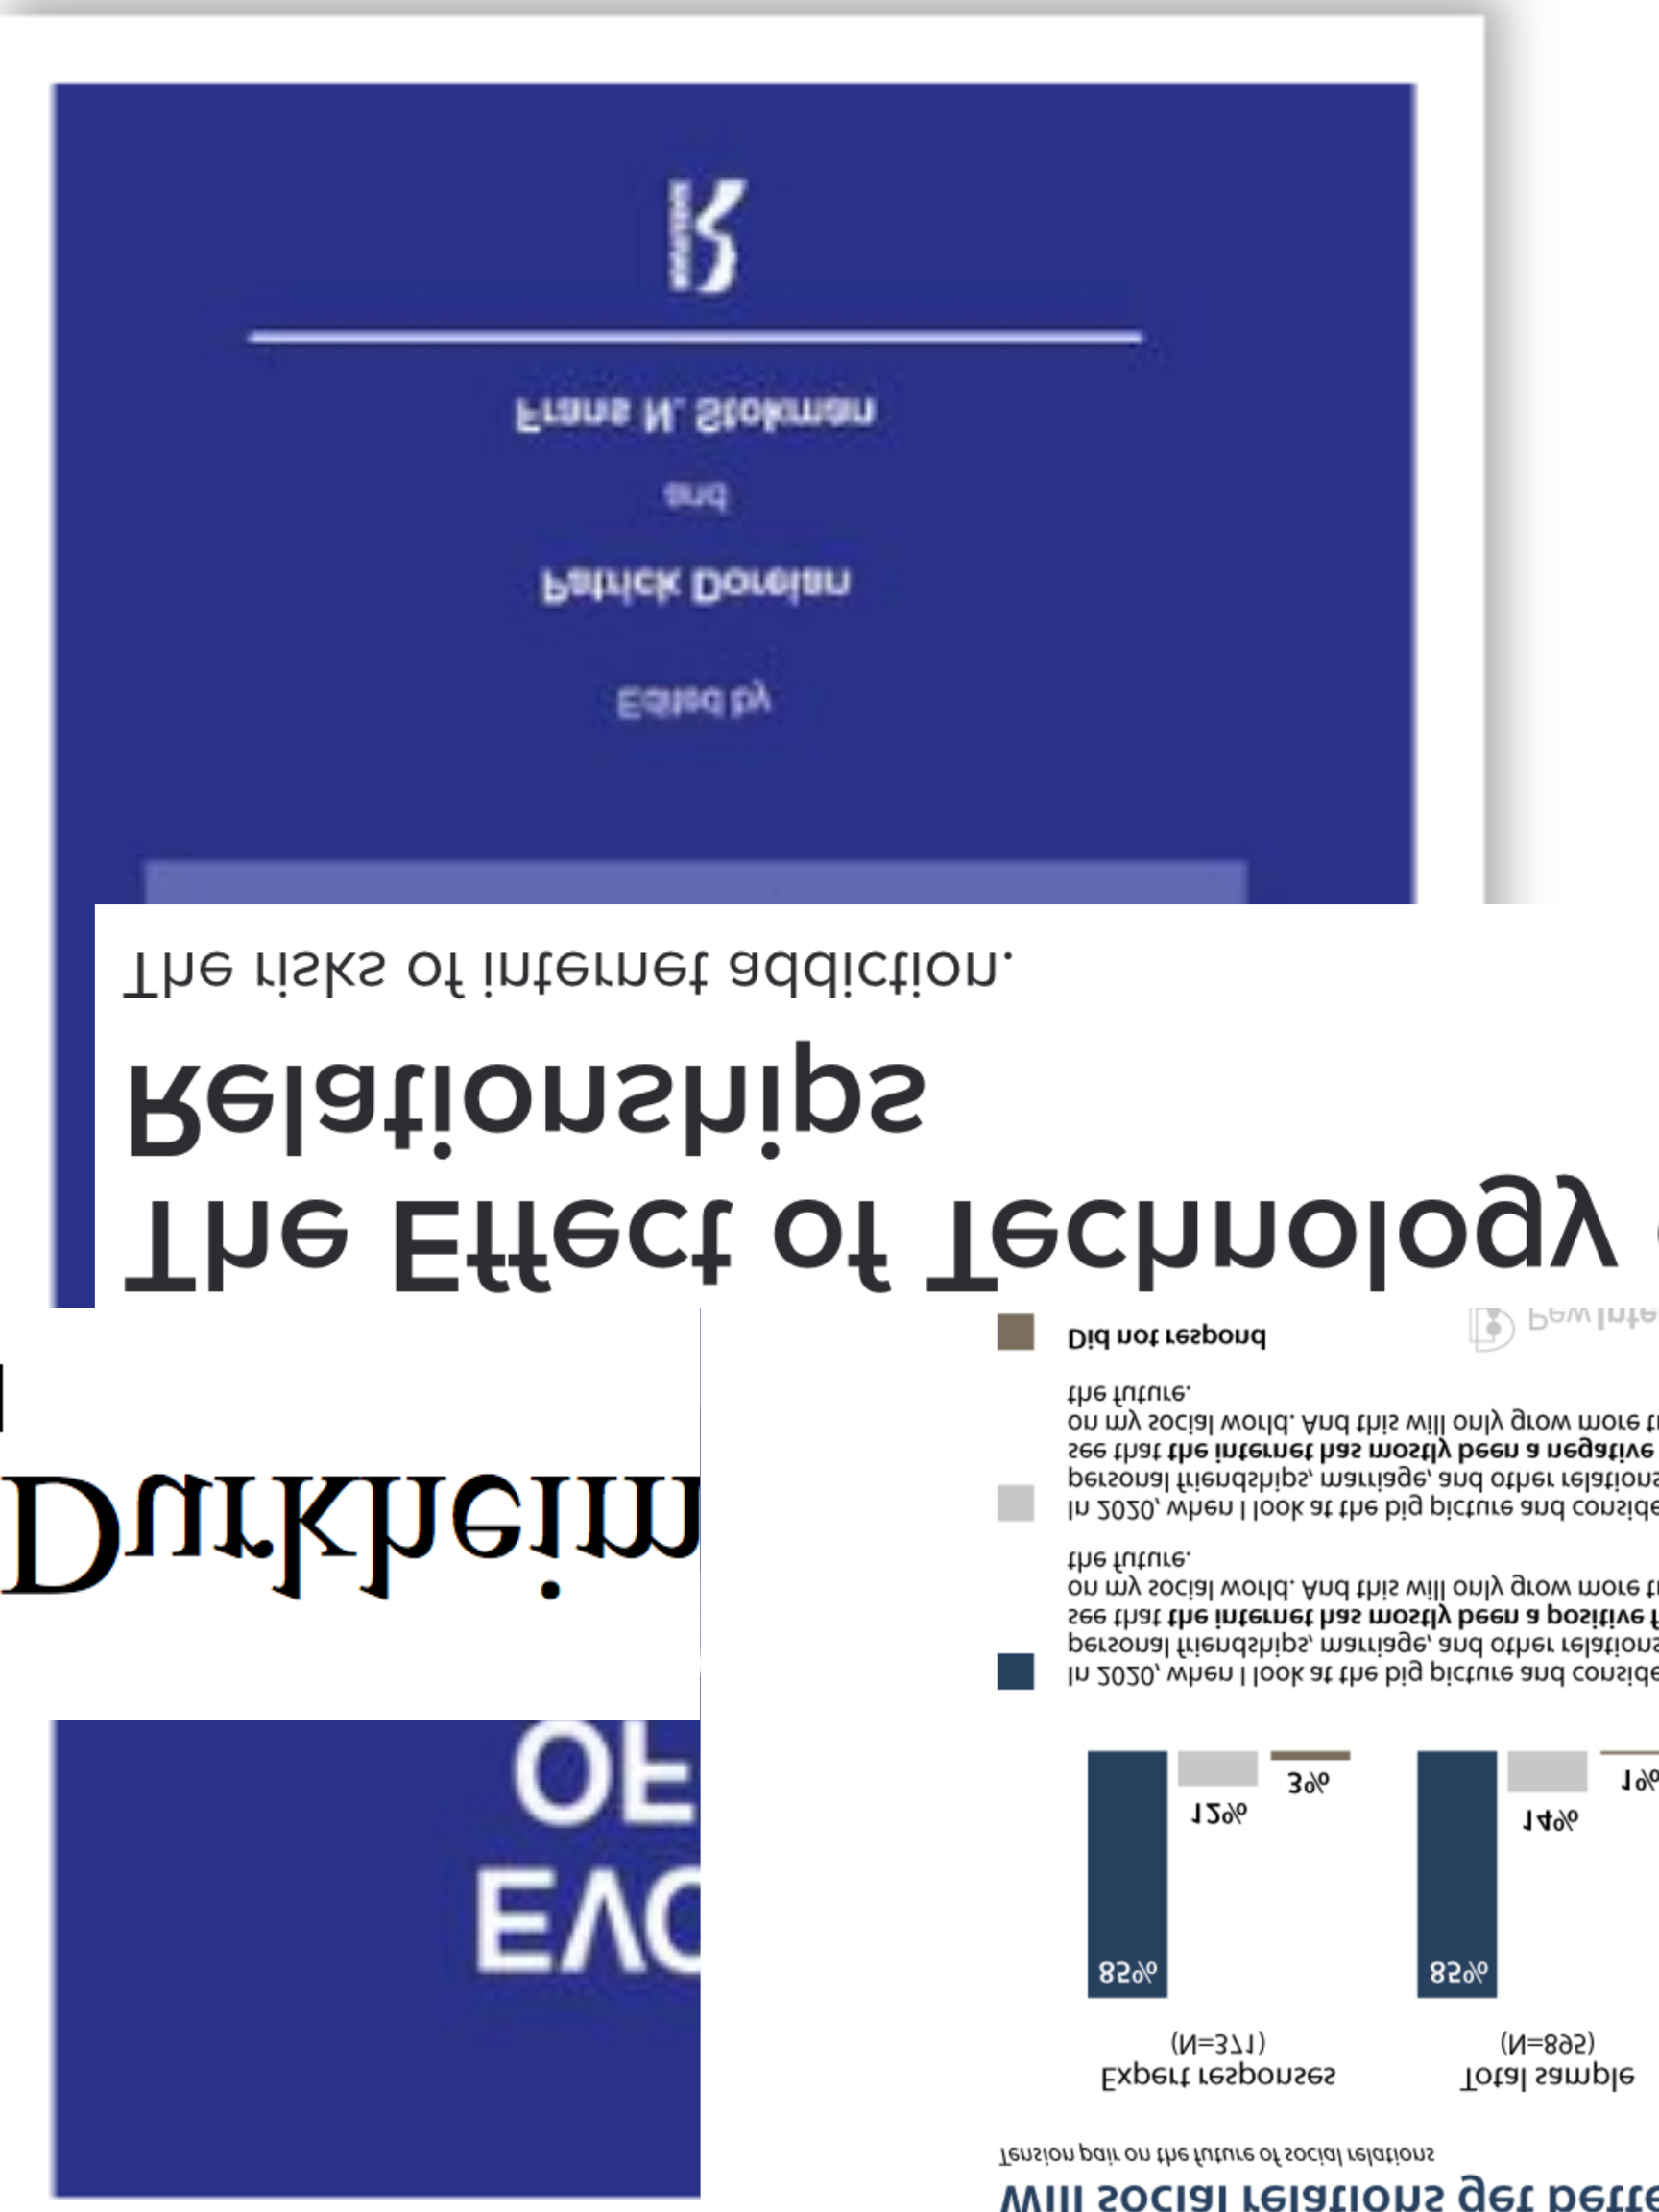 Will social relations get bette
Tension pair on the future of social relations
Expert responses
(N=371)
Total sample
(N=895)
85%
12%
3%
85%
14%
1%
In 2020, when I look at the big picture and conside
personal friendships, marriage, and other relations
see that the internet has mostly been a positive f
on my social world. And this will only grow more tr
the future.
In 2020, when I look at the big picture and conside
personal friendships, marriage, and other relations
see that the internet has mostly been a negative
on my social world. And this will only grow more tr
the future.
Did not respond
Pew Inte
EVO
OF
Durkheim
The Effect of Technology
Relationships
The risks of internet addiction.
Edited by
Patrick Doreian
and
Frans N. Stokman
R